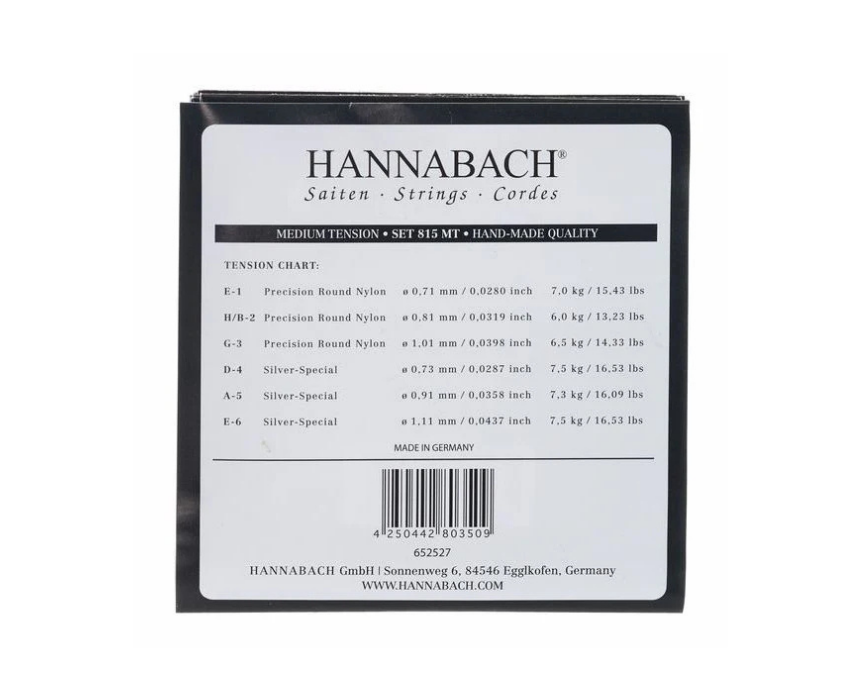 HANNABACH®
Saiten · Strings · Cordes
MEDIUM TENSION • SET 815 MT • HAND-MADE QUALITY
TENSION CHART:
E-1 Precision Round Nylon ø 0,71 mm / 0,0280 inch 7,0 kg / 15,43 lbs
H/B-2 Precision Round Nylon ø 0,81 mm / 0,0319 inch 6,0 kg / 13,23 lbs
G-3 Precision Round Nylon ø 1,01 mm / 0,0398 inch 6,5 kg / 14,33 lbs
D-4 Silver-Special ø 0,73 mm / 0,0287 inch 7,5 kg / 16,53 lbs
A-5 Silver-Special ø 0,91 mm / 0,0358 inch 7,3 kg / 16,09 lbs
E-6 Silver-Special ø 1,11 mm / 0,0437 inch 7,5 kg / 16,53 lbs
MADE IN GERMANY
4 250442 803509
652527
HANNABACH GmbH | Sonnenweg 6, 84546 Egglkofen, Germany
WWW.HANNABACH.COM